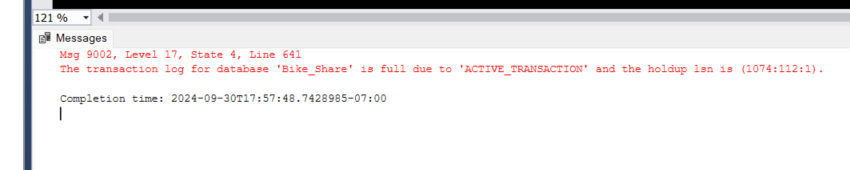 121 %
Messages
Msg 9002, Level 17, State 4, Line 641
The transaction log for database 'Bike_Share' is full due to 'ACTIVE_TRANSACTION' and the holdup lsn is (1074:112:1).
Completion time: 2024-09-30T17:57:48.7428985-07:00